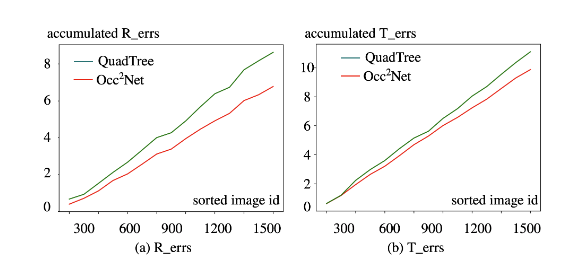 accumulated R_errs
8
6
4
2
0
QuadTree
Occ²Net
sorted image id
300 600 900 1200 1500
(a) R_errs
accumulated T_errs
10
8
6
4
2
0
QuadTree
Occ²Net
sorted image id
300 600 900 1200 1500
(b) T_errs